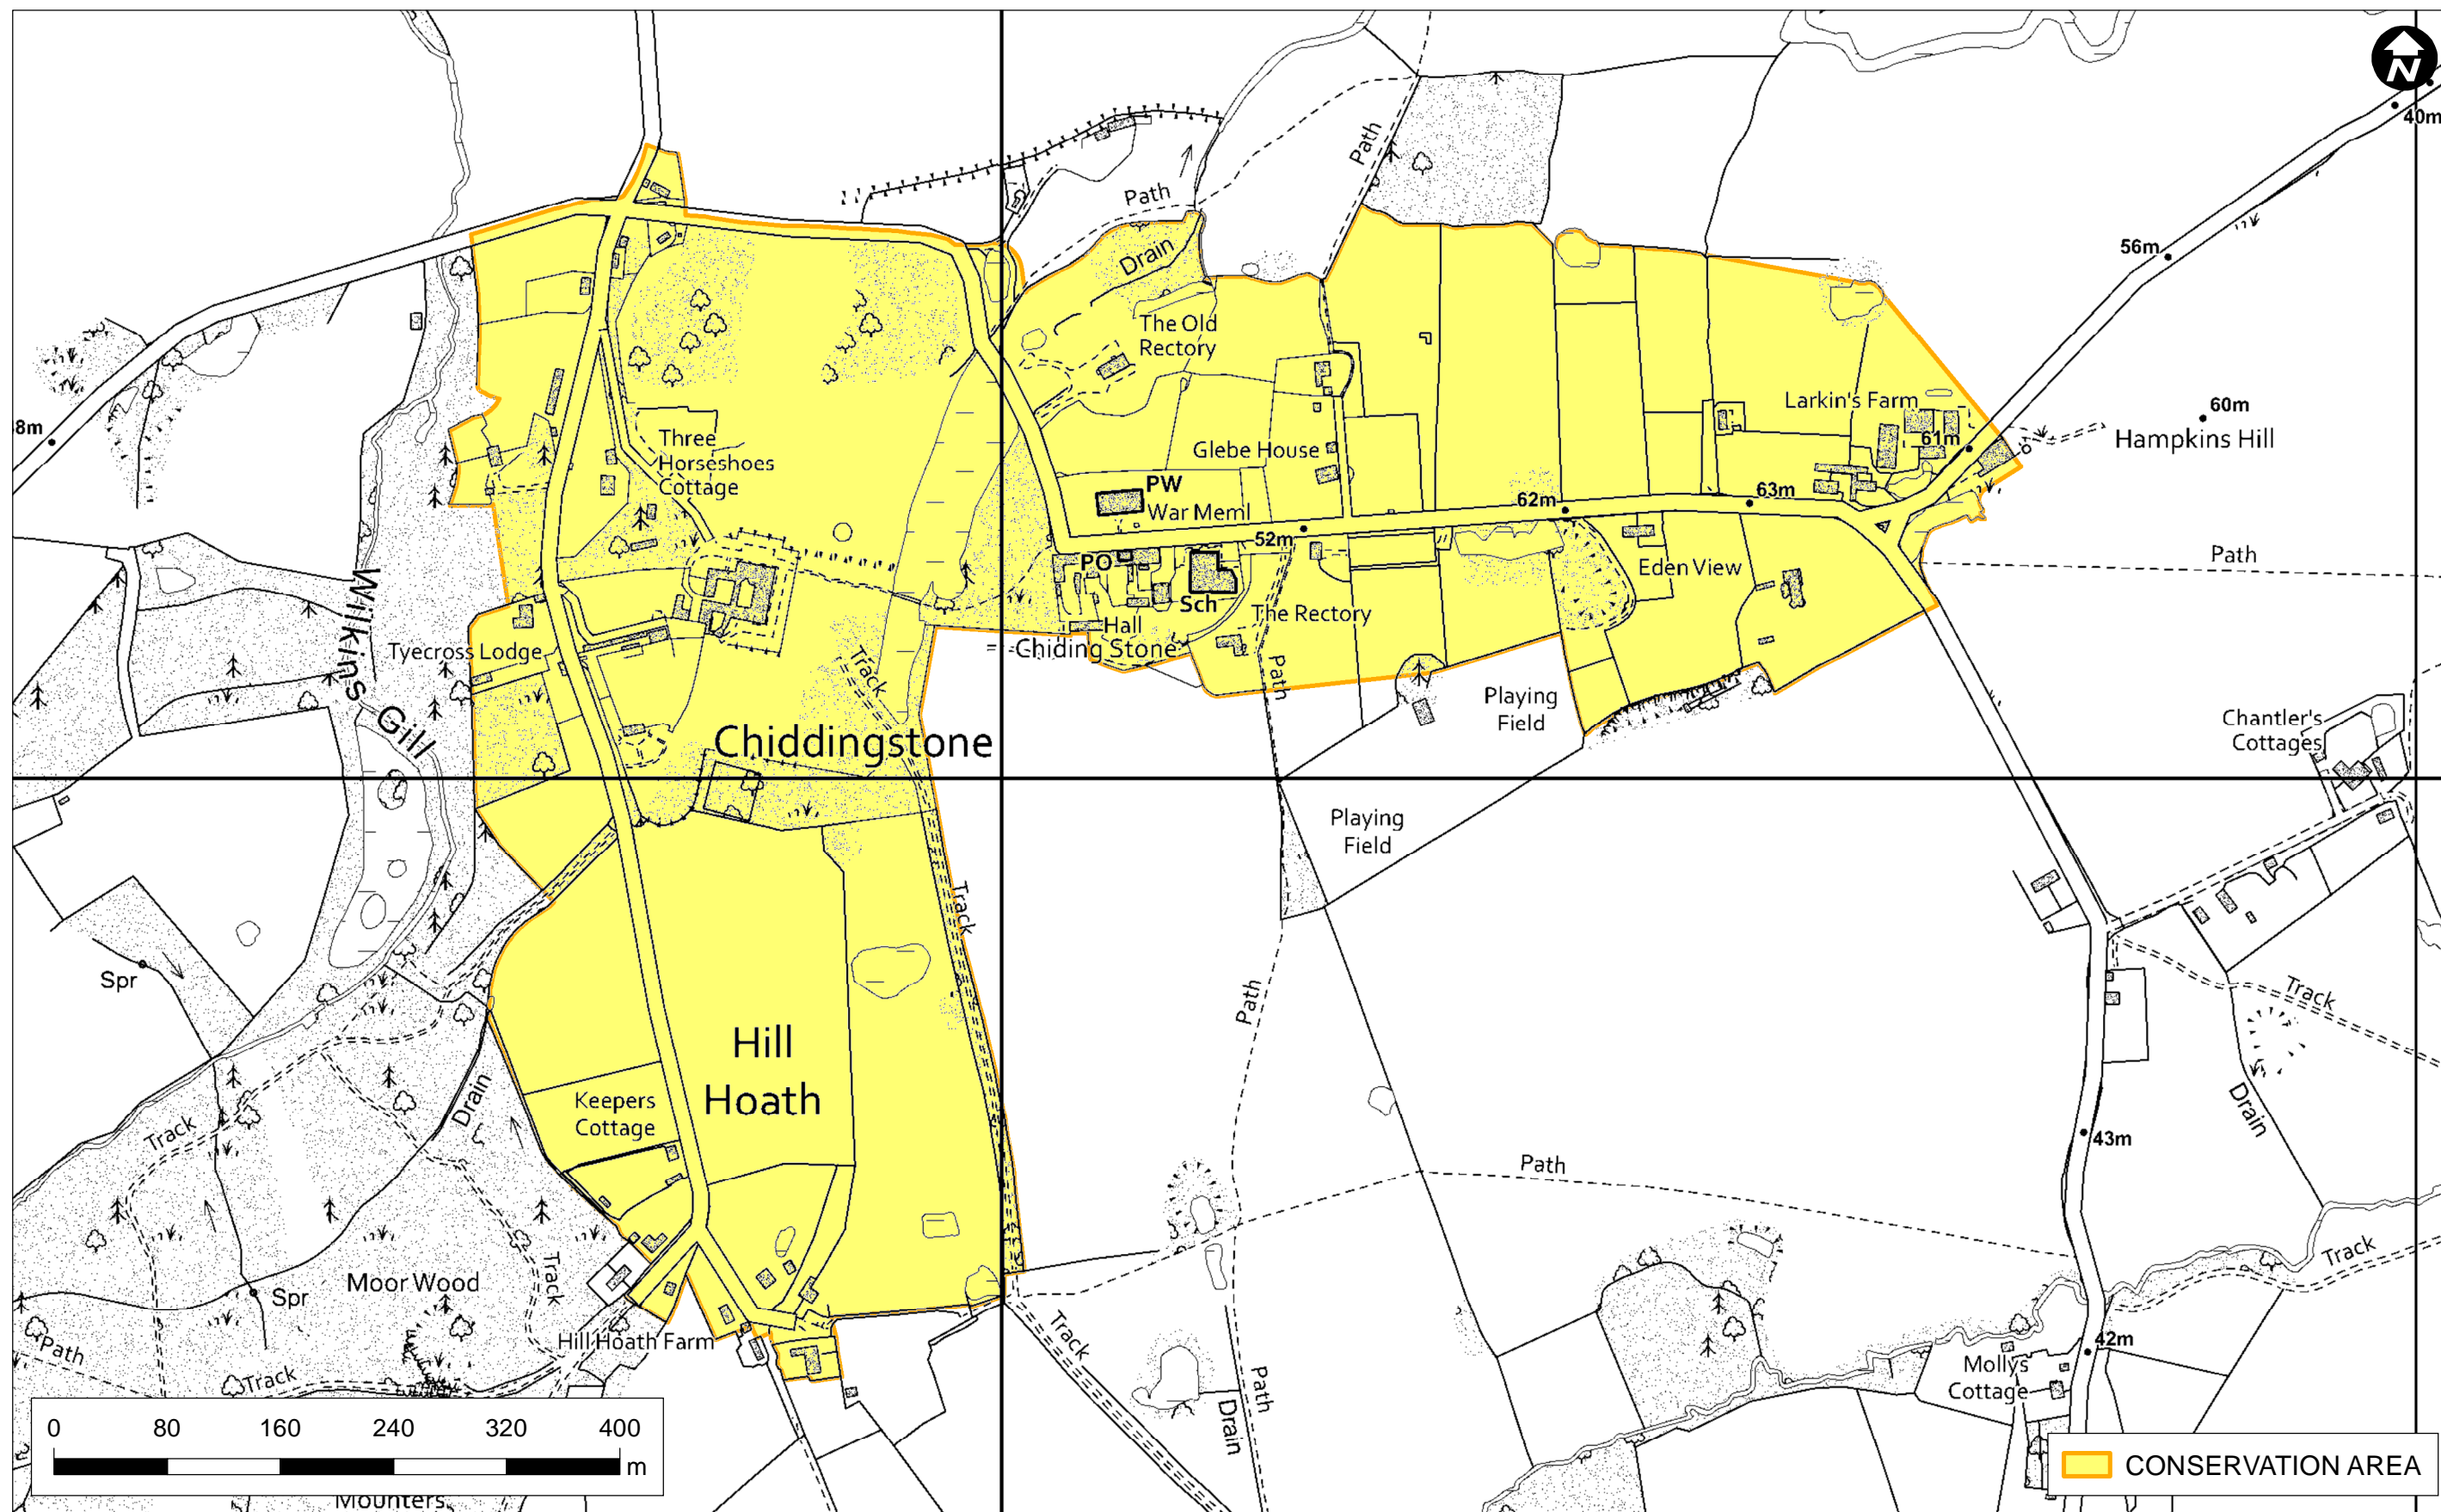 N
40m
Path
Path
56m
Drain
The Old
Rectory
Larkin's Farm
60m
8m
Hampkins Hill
Three
Horseshoes
Cottage
Glebe House
61m
PW
War Meml
62m
63m
52m
Path
PO
Eden View
Wilkins Gill
Sch
The Rectory
Hall
Tyecross Lodge
Chiding Stone
Track
Path
Playing
Field
Chiddingstone
Chantler's
Cottages
Playing
Field
Track
Spr
Path
Track
Hill
Hoath
Keepers
Cottage
Drain
Track
Drain
43m
Path
Track
Track
Moor Wood
Spr
Hill Hoath Farm
Track
42m
Path
Track
Mollys
Cottage
Path
Drain
0 80 160 240 320 400
m
CONSERVATION AREA
Mounters